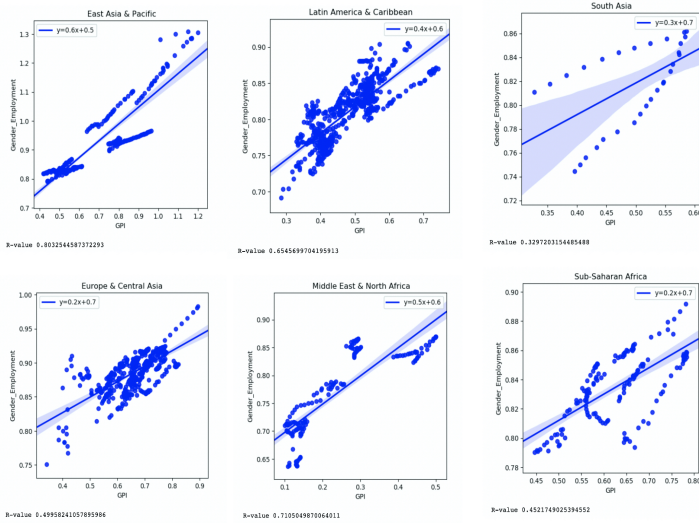 East Asia & Pacific
y=0.6x+0.5
Gender_Employment
1.3
1.2
1.1
1.0
0.9
0.8
0.7
0.4 0.5 0.6 0.7 0.8 0.9 1.0 1.1 1.2
GPI
R-value 0.8032544587372293
Latin America & Caribbean
y=0.4x+0.6
Gender_Employment
0.90
0.85
0.80
0.75
0.70
0.3 0.4 0.5 0.6 0.7
GPI
R-value 0.6545699704195913
South Asia
y=0.3x+0.7
Gender_Employment
0.86
0.84
0.82
0.80
0.78
0.76
0.74
0.72
0.35 0.40 0.45 0.50 0.55 0.60
GPI
R-value 0.3297203154485488
Europe & Central Asia
y=0.2x+0.7
Gender_Employment
1.00
0.95
0.90
0.85
0.80
0.75
0.4 0.5 0.6 0.7 0.8 0.9
GPI
R-value 0.49958241057895986
Middle East & North Africa
y=0.5x+0.6
Gender_Employment
0.90
0.85
0.80
0.75
0.70
0.65
0.1 0.2 0.3 0.4 0.5
GPI
R-value 0.7105049870064011
Sub-Saharan Africa
y=0.2x+0.7
Gender_Employment
0.90
0.88
0.86
0.84
0.82
0.80
0.78
0.45 0.50 0.55 0.60 0.65 0.70 0.75 0.80
GPI
R-value 0.4521749025394552